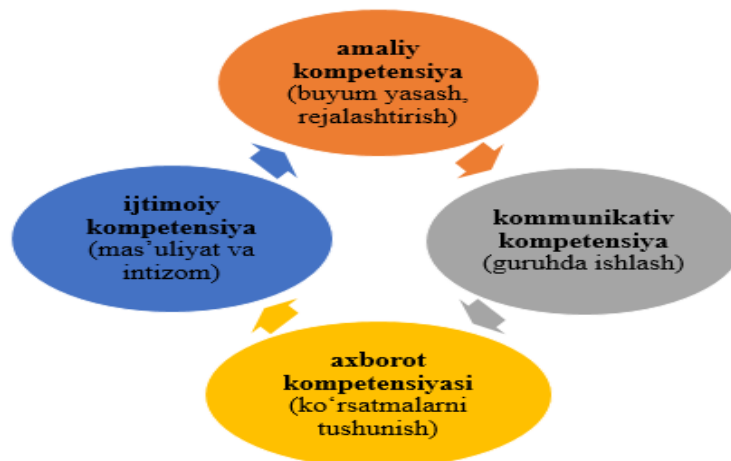 amaliy
kompetensiya
(buyum yasash,
rejalashtirish)
ijtimoiy
kompetensiya
(mas’uliyat va
intizom)
kommunikativ
kompetensiya
(guruhda ishlash)
axborot
kompetensiyasi
(ko‘rsatmalarni
tushunish)